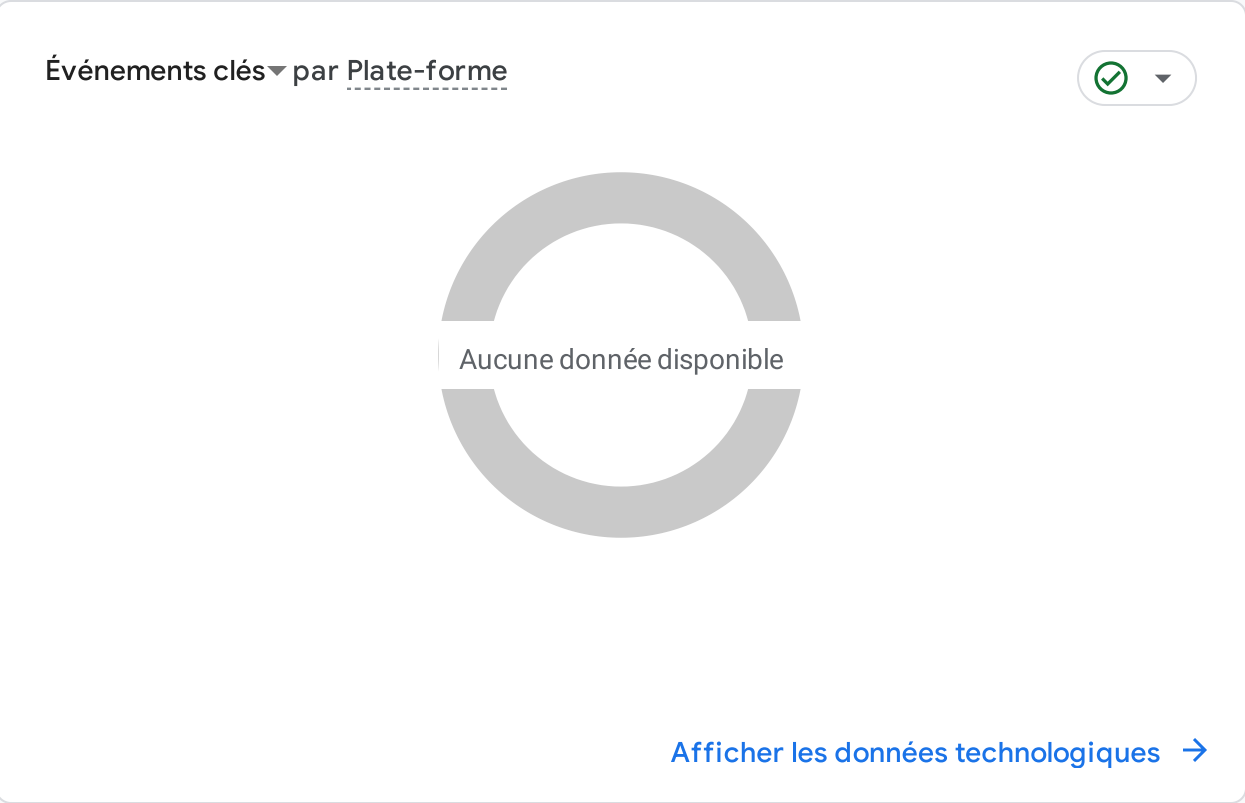 Événements clés par Plate-forme
Aucune donnée disponible
Afficher les données technologiques